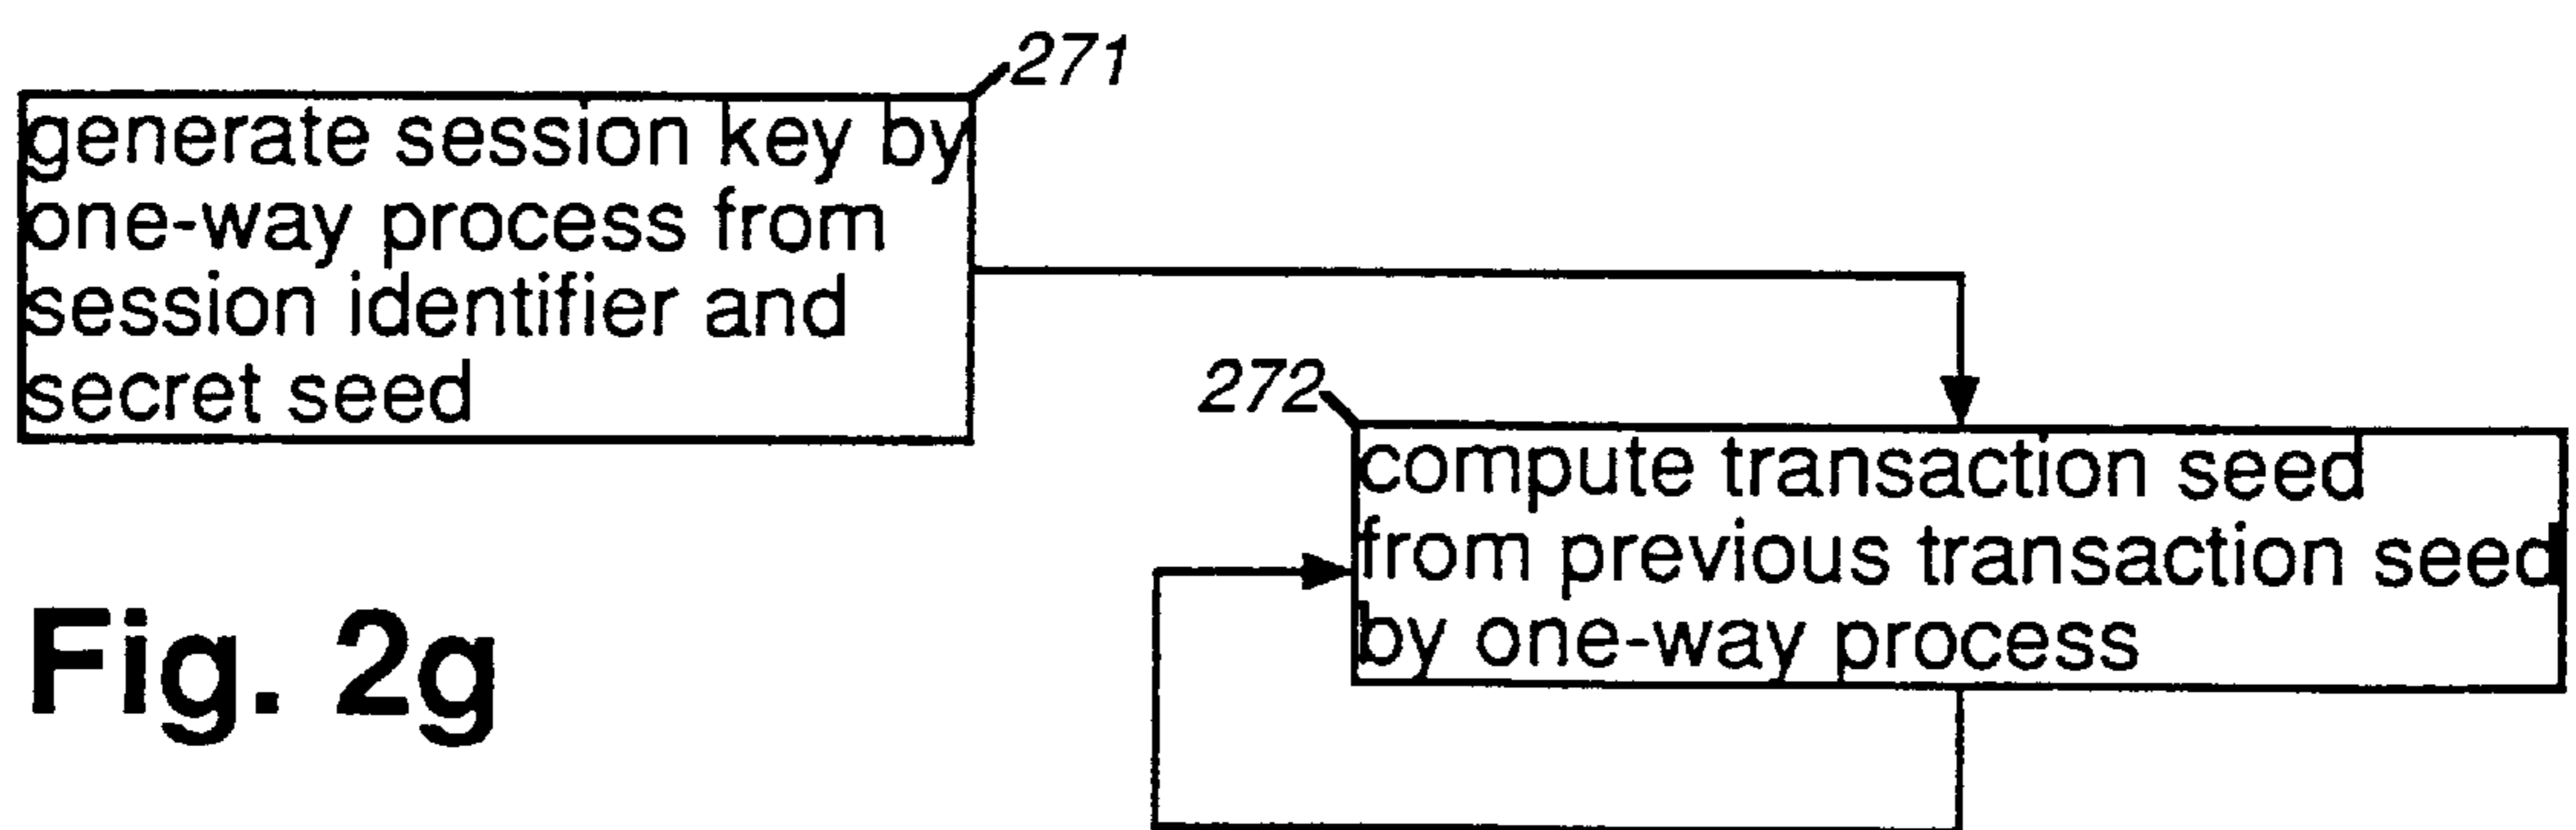 271
generate session key by
one-way process from
session identifier and
secret seed
272
compute transaction seed
from previous transaction seed
by one-way process
Fig. 2g